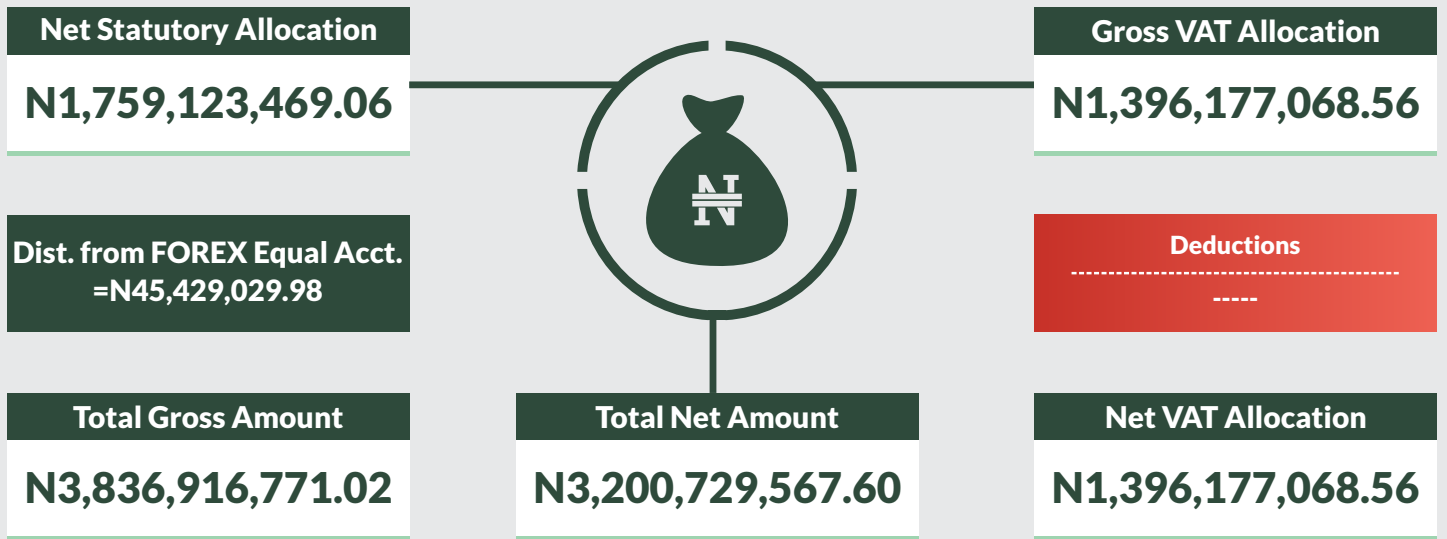 Net Statutory Allocation
N1,759,123,469.06
Gross VAT Allocation
N1,396,177,068.56
₦
Dist. from FOREX Equal Acct.
=N45,429,029.98
Deductions
--------------------------------------------
-----
Total Gross Amount
N3,836,916,771.02
Total Net Amount
N3,200,729,567.60
Net VAT Allocation
N1,396,177,068.56